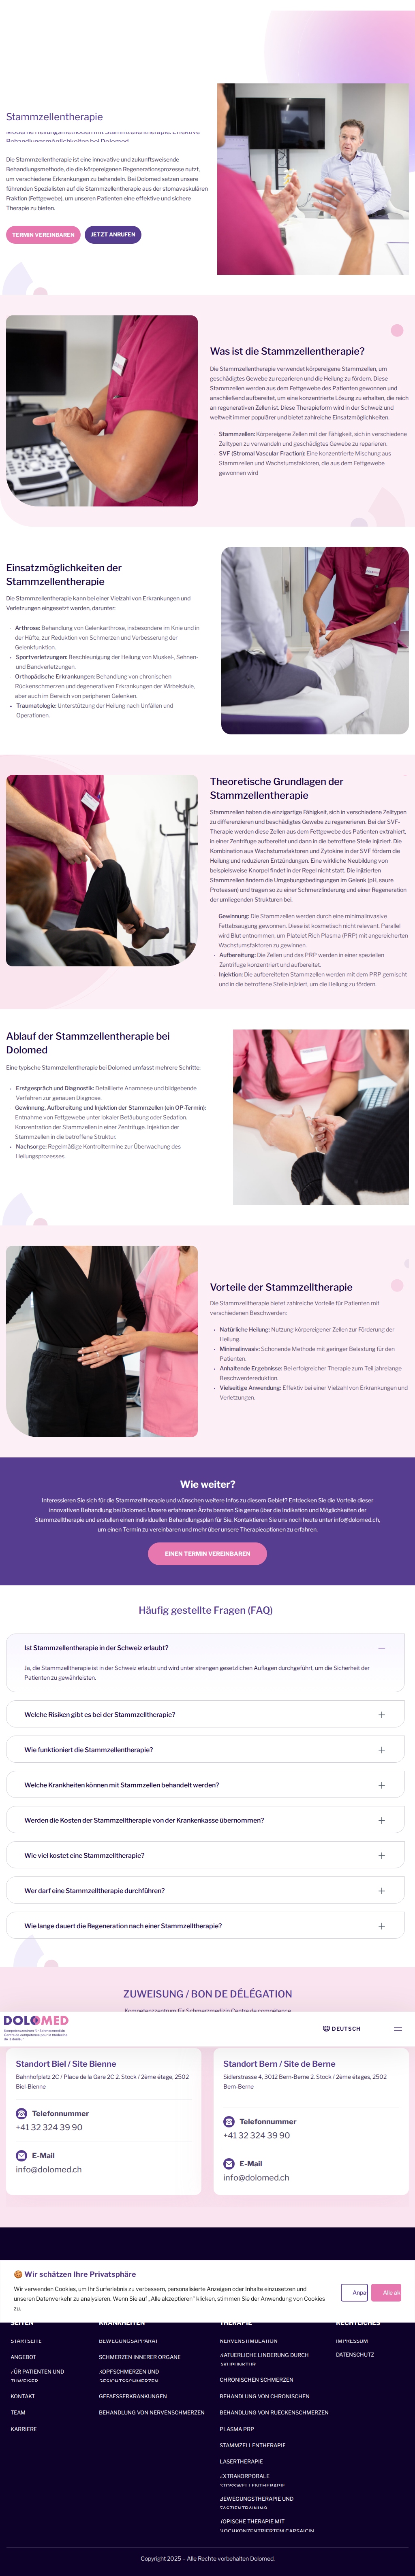 Stammzellentherapie
Moderne Heilungsmethoden mit Stammzellentherapie: Effektive
Behandlungsmöglichkeiten bei Dolomed
Die Stammzellentherapie ist eine innovative und zukunftsweisende
Behandlungsmethode, die die körpereigenen Regenerationsprozesse nutzt,
um verschiedene Erkrankungen zu behandeln. Bei Dolomed setzen unsere
führenden Spezialisten auf die Stammzellentherapie aus der stomavaskulären
Fraktion (Fettgewebe), um unseren Patienten eine effektive und sichere
Therapie zu bieten.
TERMIN VEREINBAREN
JETZT ANRUFEN
Was ist die Stammzellentherapie?
Die Stammzellentherapie verwendet körpereigene Stammzellen, um
geschädigtes Gewebe zu reparieren und die Heilung zu fördern. Diese
Stammzellen werden aus dem Fettgewebe des Patienten gewonnen und
anschließend aufbereitet, um eine konzentrierte Lösung zu erhalten, die reich
an regenerativen Zellen ist. Diese Therapieform wird in der Schweiz und
weltweit immer populärer und bietet zahlreiche Einsatzmöglichkeiten.
Stammzellen: Körpereigene Zellen mit der Fähigkeit, sich in verschiedene
Zelltypen zu verwandeln und geschädigtes Gewebe zu reparieren.
SVF (Stromal Vascular Fraction): Eine konzentrierte Mischung aus
Stammzellen und Wachstumsfaktoren, die aus dem Fettgewebe
gewonnen wird
Einsatzmöglichkeiten der
Stammzellentherapie
Die Stammzellentherapie kann bei einer Vielzahl von Erkrankungen und
Verletzungen eingesetzt werden, darunter:
Arthrose: Behandlung von Gelenkarthrose, insbesondere im Knie und in
der Hüfte, zur Reduktion von Schmerzen und Verbesserung der
Gelenkfunktion.
Sportverletzungen: Beschleunigung der Heilung von Muskel-, Sehnen-
und Bandverletzungen.
Orthopädische Erkrankungen: Behandlung von chronischen
Rückenschmerzen und degenerativen Erkrankungen der Wirbelsäule,
aber auch im Bereich von peripheren Gelenken.
Traumatologie: Unterstützung der Heilung nach Unfällen und
Operationen.
Theoretische Grundlagen der
Stammzellentherapie
Stammzellen haben die einzigartige Fähigkeit, sich in verschiedene Zelltypen
zu differenzieren und beschädigtes Gewebe zu regenerieren. Bei der SVF-
Therapie werden diese Zellen aus dem Fettgewebe des Patienten extrahiert,
in einer Zentrifuge aufbereitet und dann in die betroffene Stelle injiziert. Die
Kombination aus Wachstumsfaktoren und Zytokine in der SVF fördern die
Heilung und reduzieren Entzündungen. Eine wirkliche Neubildung von
beispielsweise Knorpel findet in der Regel nicht statt. Die injizierten
Stammzellen ändern die Umgebungsbedingungen im Gelenk (pH, saure
Proteasen) und tragen so zu einer Schmerzlinderung und einer Regeneration
der umliegenden Strukturen bei.
Gewinnung: Die Stammzellen werden durch eine minimalinvasive
Fettabsaugung gewonnen. Diese ist kosmetisch nicht relevant. Parallel
wird Blut entnommen, um Platelet Rich Plasma (PRP) mit angereicherten
Wachstumsfaktoren zu gewinnen.
Aufbereitung: Die Zellen und das PRP werden in einer speziellen
Zentrifuge konzentriert und aufbereitet.
Injektion: Die aufbereiteten Stammzellen werden mit dem PRP gemischt
und in die betroffene Stelle injiziert, um die Heilung zu fördern.
Ablauf der Stammzellentherapie bei
Dolomed
Eine typische Stammzellentherapie bei Dolomed umfasst mehrere Schritte:
Erstgespräch und Diagnostik: Detaillierte Anamnese und bildgebende
Verfahren zur genauen Diagnose.
Gewinnung, Aufbereitung und Injektion der Stammzellen (ein OP-Termin):
Entnahme von Fettgewebe unter lokaler Betäubung oder Sedation.
Konzentration der Stammzellen in einer Zentrifuge. Injektion der
Stammzellen in die betroffene Struktur.
Nachsorge: Regelmäßige Kontrolltermine zur Überwachung des
Heilungsprozesses.
Vorteile der Stammzelltherapie
Die Stammzelltherapie bietet zahlreiche Vorteile für Patienten mit
verschiedenen Beschwerden:
Natürliche Heilung: Nutzung körpereigener Zellen zur Förderung der
Heilung.
Minimalinvasiv: Schonende Methode mit geringer Belastung für den
Patienten.
Anhaltende Ergebnisse: Bei erfolgreicher Therapie zum Teil jahrelange
Beschwerdereduktion.
Vielseitige Anwendung: Effektiv bei einer Vielzahl von Erkrankungen und
Verletzungen.
Wie weiter?
Interessieren Sie sich für die Stammzelltherapie und wünschen weitere Infos zu diesem Gebiet? Entdecken Sie die Vorteile dieser
innovativen Behandlung bei Dolomed. Unsere erfahrenen Ärzte beraten Sie gerne über die Indikation und Möglichkeiten der
Stammzelltherapie und erstellen einen individuellen Behandlungsplan für Sie. Kontaktieren Sie uns noch heute unter info@dolomed.ch,
um einen Termin zu vereinbaren und mehr über unsere Therapieoptionen zu erfahren.
EINEN TERMIN VEREINBAREN
Häufig gestellte Fragen (FAQ)
Ist Stammzellentherapie in der Schweiz erlaubt?
Ja, die Stammzelltherapie ist in der Schweiz erlaubt und wird unter strengen gesetzlichen Auflagen durchgeführt, um die Sicherheit der
Patienten zu gewährleisten.
Welche Risiken gibt es bei der Stammzelltherapie?
Wie funktioniert die Stammzellentherapie?
Welche Krankheiten können mit Stammzellen behandelt werden?
Werden die Kosten der Stammzelltherapie von der Krankenkasse übernommen?
Wie viel kostet eine Stammzelltherapie?
Wer darf eine Stammzelltherapie durchführen?
Wie lange dauert die Regeneration nach einer Stammzelltherapie?
ZUWEISUNG / BON DE DÉLÉGATION
Kompetenzzentrum für Schmerzmedizin Centre de compétence
DOLOMED
DEUTSCH
Standort Biel / Site Bienne
Bahnhofplatz 2C / Place de la Gare 2C 2. Stock / 2ème étage, 2502
Biel-Bienne
Telefonnummer
+41 32 324 39 90
E-Mail
info@dolomed.ch
Standort Bern / Site de Berne
Sidlerstrasse 4, 3012 Bern-Berne 2. Stock / 2ème étages, 2502
Bern-Berne
Telefonnummer
+41 32 324 39 90
E-Mail
info@dolomed.ch
🍪 Wir schätzen Ihre Privatsphäre
Wir verwenden Cookies, um Ihr Surferlebnis zu verbessern, personalisierte Anzeigen oder Inhalte einzusetzen und
unseren Datenverkehr zu analysieren. Wenn Sie auf „Alle akzeptieren" klicken, stimmen Sie der Anwendung von Cookies
zu.
Anpa
Alle ak
SEITEN
STARTSEITE
ANGEBOT
FÜR PATIENTEN UND
ZUWEISER
KONTAKT
TEAM
KARRIERE
KRANKHEITEN
BEWEGUNGSAPPARAT
SCHMERZEN INNERER ORGANE
KOPFSCHMERZEN UND
GESICHTSSCHMERZEN
GEFAESSERKRANKUNGEN
BEHANDLUNG VON NERVENSCHMERZEN
THERAPIE
NERVENSTIMULATION
NATUERLICHE LINDERUNG DURCH
AKUPUNKTUR
CHRONISCHEN SCHMERZEN
BEHANDLUNG VON CHRONISCHEN
BEHANDLUNG VON RUECKENSCHMERZEN
PLASMA PRP
STAMMZELLENTHERAPIE
LASERTHERAPIE
EXTRAKORPORALE
STOSSWELLENTHERAPIE
BEWEGUNGSTHERAPIE UND
FASZIENTRAINING
TOPISCHE THERAPIE MIT
HOCHKONZENTRIERTEM CAPSAICIN
RECHTLICHES
IMPRESSUM
DATENSCHUTZ
Copyright 2025 – Alle Rechte vorbehalten Dolomed.